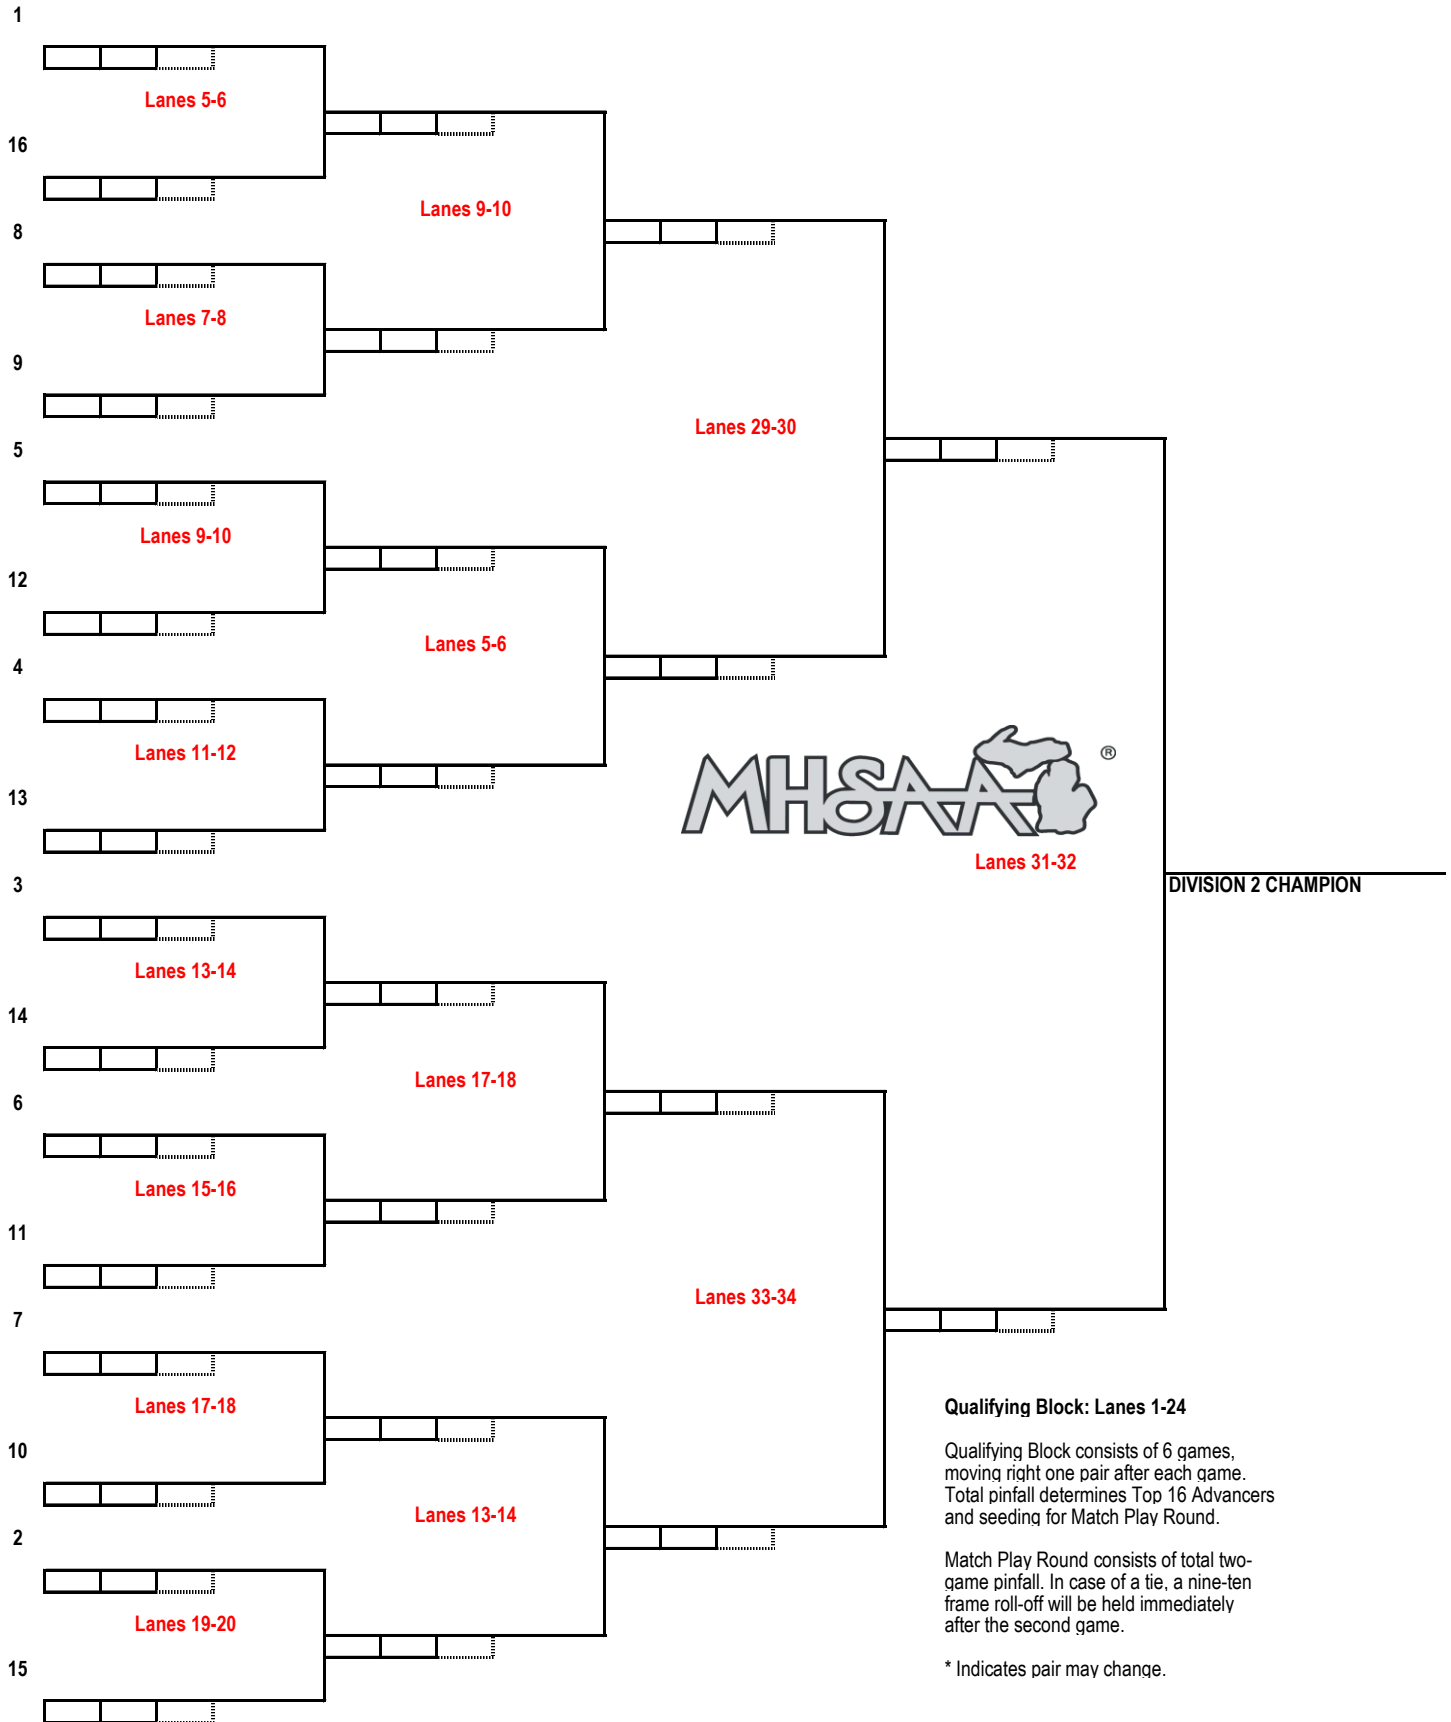 1
Lanes 5-6
16
Lanes 9-10
8
Lanes 7-8
9
Lanes 29-30
5
Lanes 9-10
12
Lanes 5-6
4
Lanes 11-12
MHSAA ®
13
Lanes 31-32
3
DIVISION 2 CHAMPION
Lanes 13-14
14
Lanes 17-18
6
Lanes 15-16
11
Lanes 33-34
7
Lanes 17-18
10
Lanes 13-14
2
Lanes 19-20
15
Qualifying Block: Lanes 1-24
Qualifying Block consists of 6 games,
moving right one pair after each game.
Total pinfall determines Top 16 Advancers
and seeding for Match Play Round.
Match Play Round consists of total two-
game pinfall. In case of a tie, a nine-ten
frame roll-off will be held immediately
after the second game.
* Indicates pair may change.